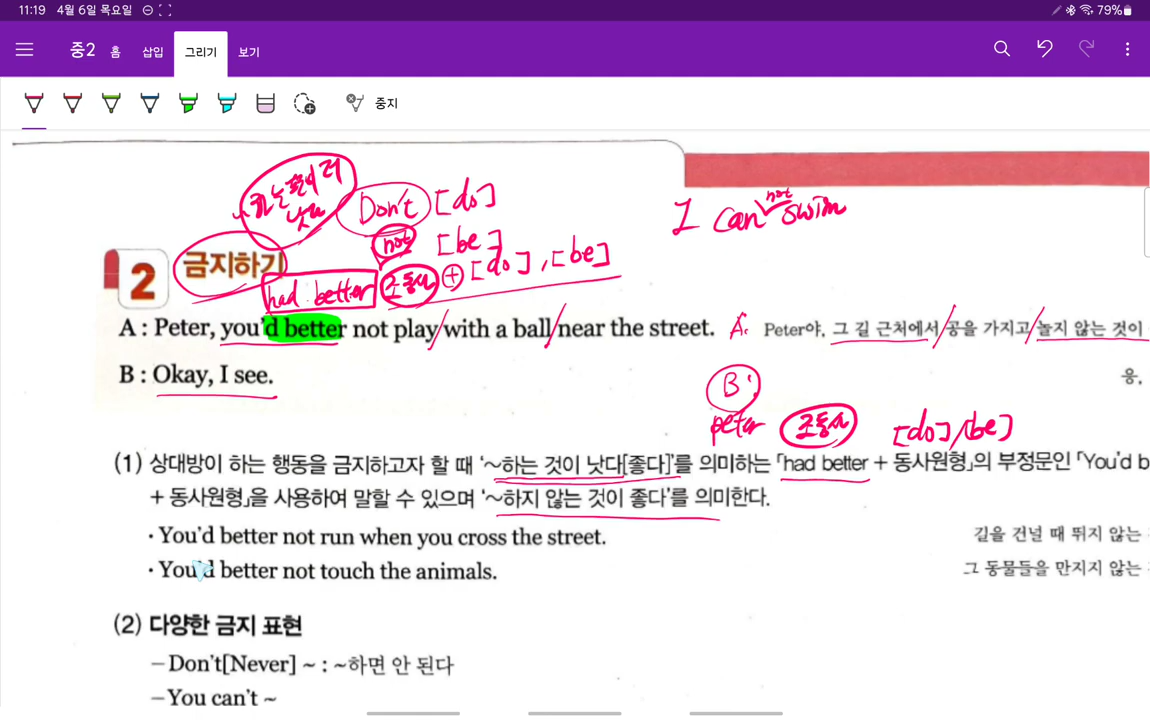 11:19 4월 6일 목요일 79%
중2 홈 삽입 그리기 보기
중지
하는 편이 더 낫다
Don't [do]
I can not swim
not [be]
2 금지하기
had better 조동사 + [do], [be]
A : Peter, you'd better not play with a ball near the street. A. Peter야, 그 길 근처에서 공을 가지고 놀지 않는 것이
B : Okay, I see. B: 응,
peter 조동사 [do]/[be]
(1) 상대방이 하는 행동을 금지하고자 할 때 '~하는 것이 낫다[좋다]'를 의미하는 「had better + 동사원형」의 부정문인 「You'd b
+ 동사원형」을 사용하여 말할 수 있으며 '~하지 않는 것이 좋다'를 의미한다.
· You'd better not run when you cross the street. 길을 건널 때 뛰지 않는
· You'd better not touch the animals. 그 동물들을 만지지 않는
(2) 다양한 금지 표현
– Don't[Never] ~ : ~하면 안 된다
– You can't ~